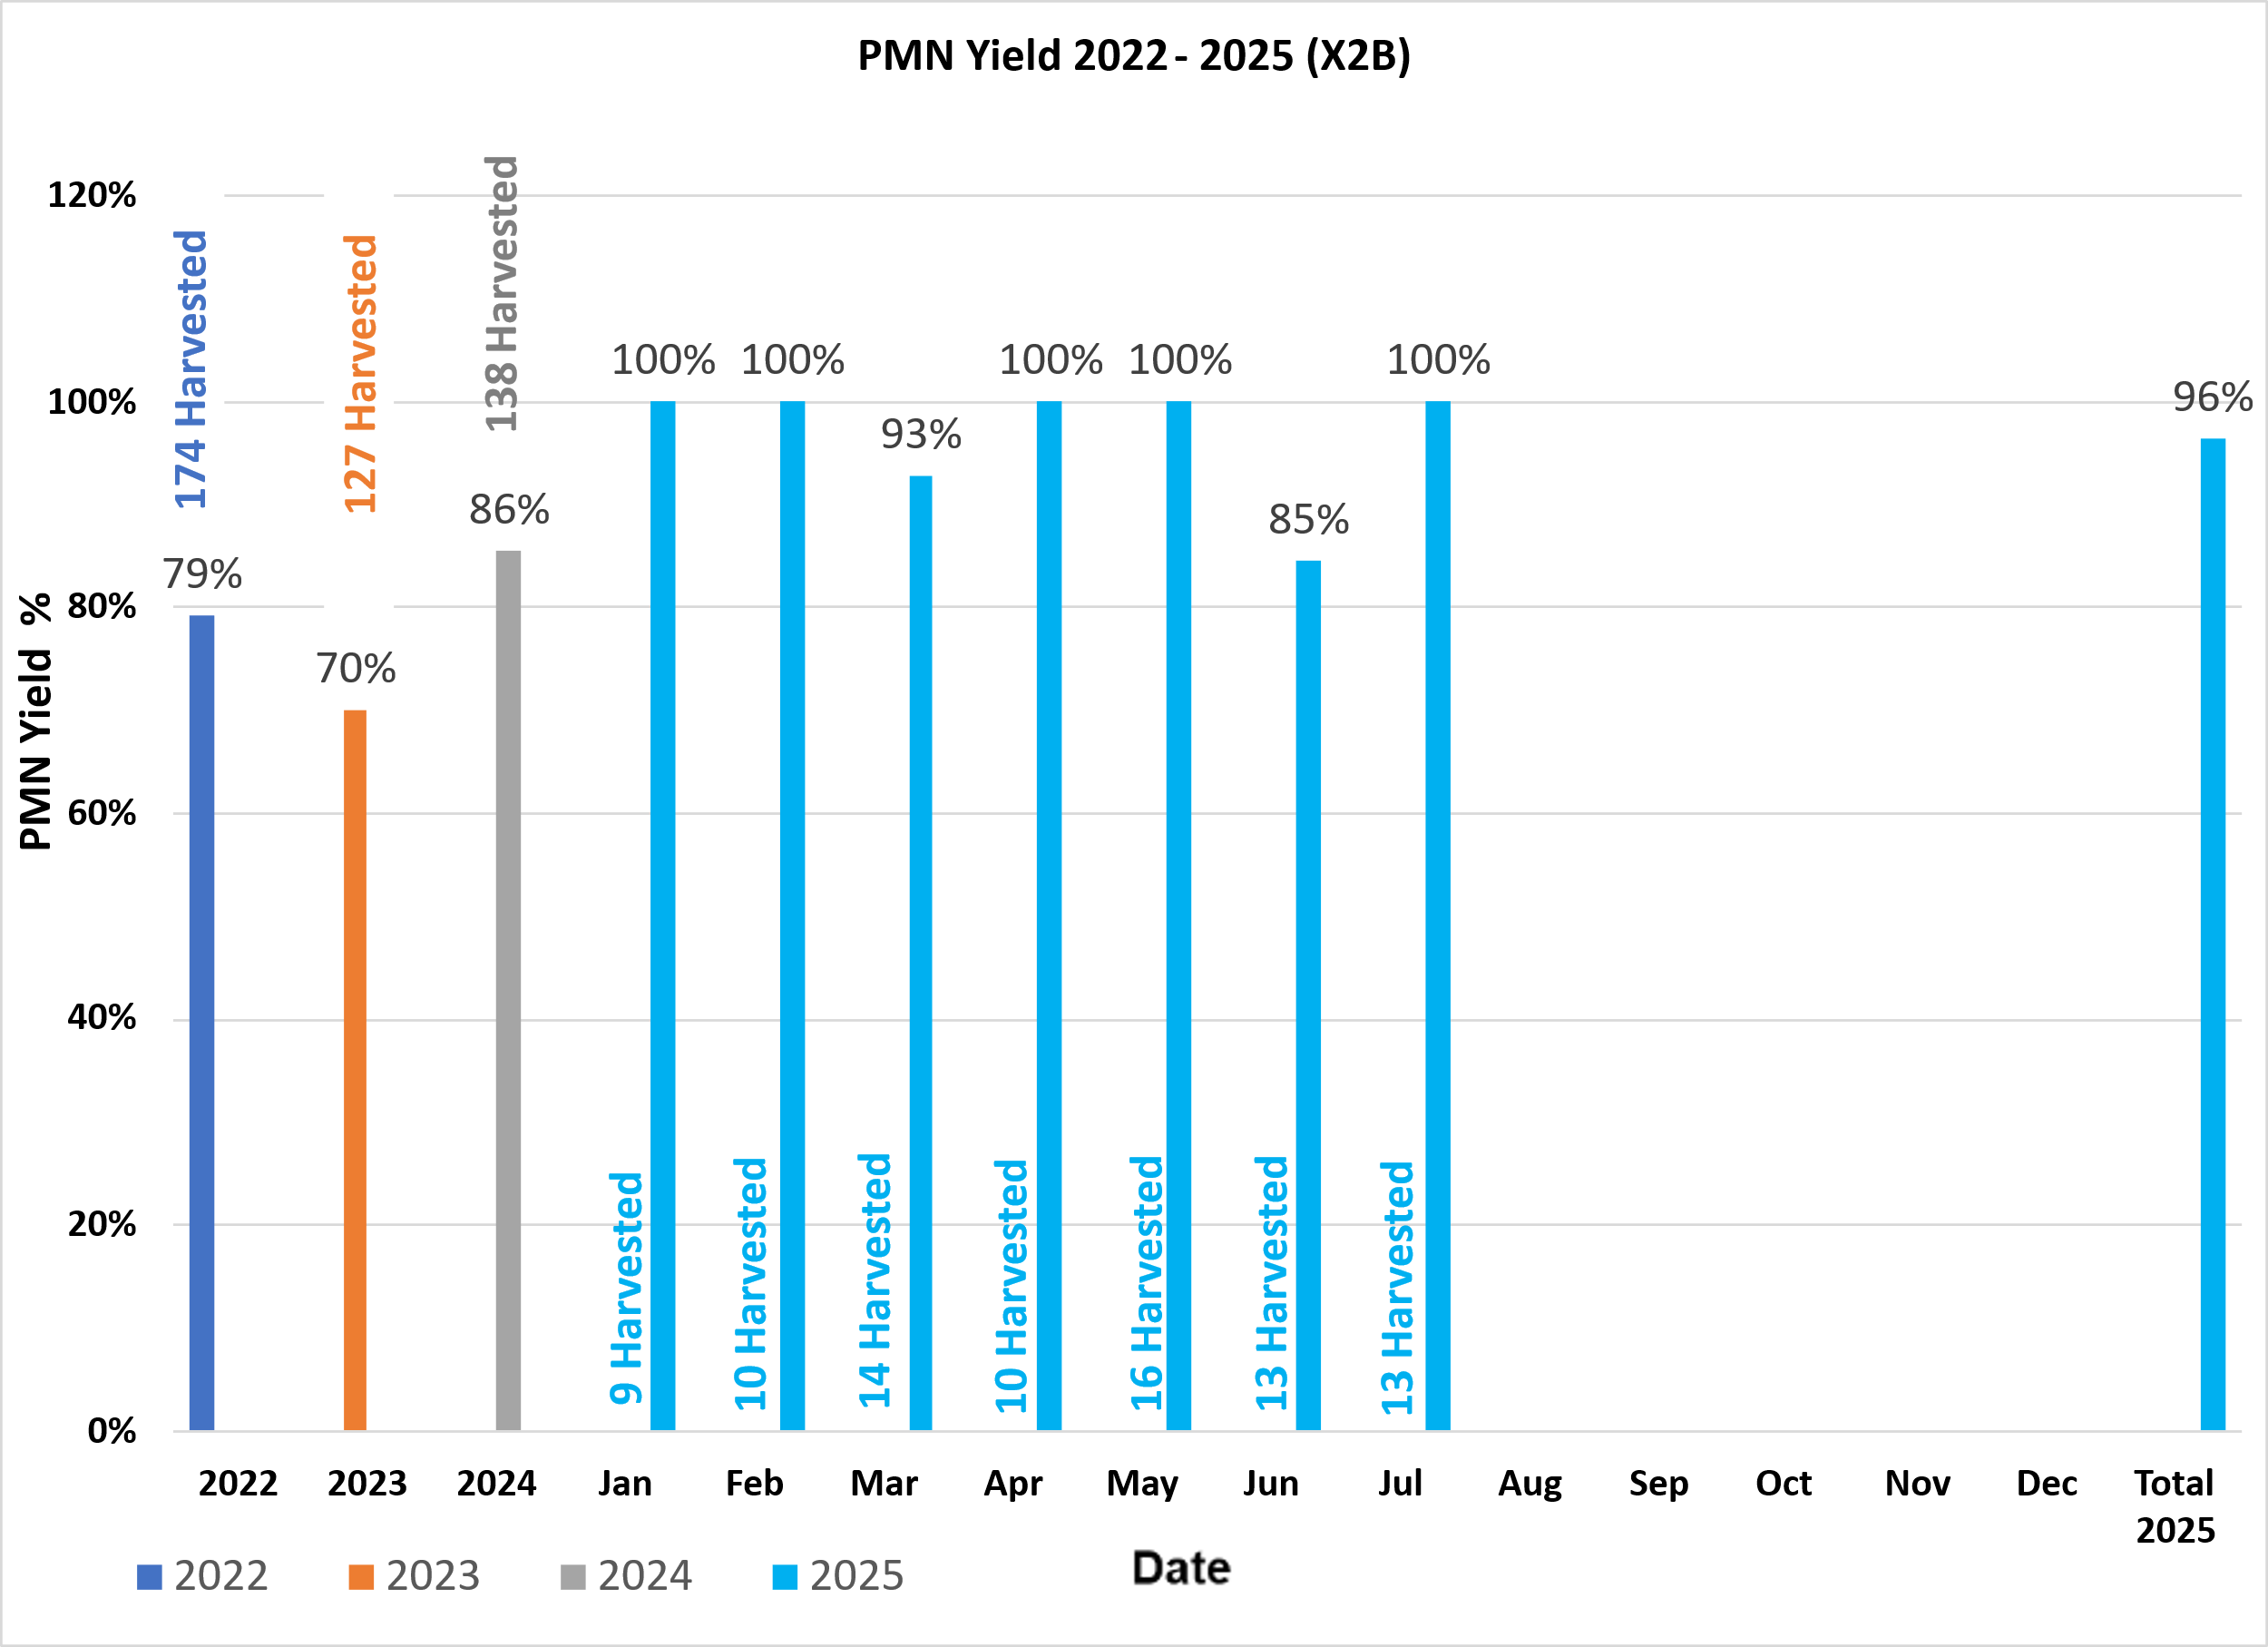 PMN Yield 2022 - 2025 (X2B)
PMN Yield %
120%
100%
80%
60%
40%
20%
0%
174 Harvested
127 Harvested
138 Harvested
79%
70%
86%
100%
100%
93%
100%
100%
85%
100%
96%
9 Harvested
10 Harvested
14 Harvested
10 Harvested
16 Harvested
13 Harvested
13 Harvested
2022
2023
2024
Jan
Feb
Mar
Apr
May
Jun
Jul
Aug
Sep
Oct
Nov
Dec
Total
2025
Date
2022
2023
2024
2025